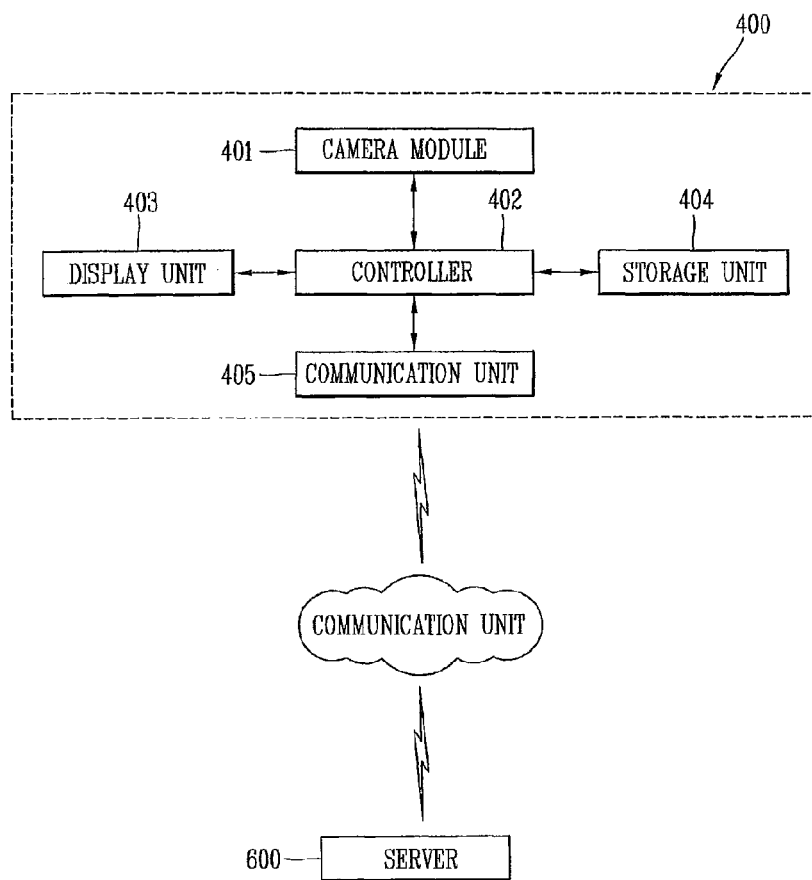 400
401 CAMERA MODULE
403 402 404
DISPLAY UNIT CONTROLLER STORAGE UNIT
405 COMMUNICATION UNIT
COMMUNICATION UNIT
600 SERVER